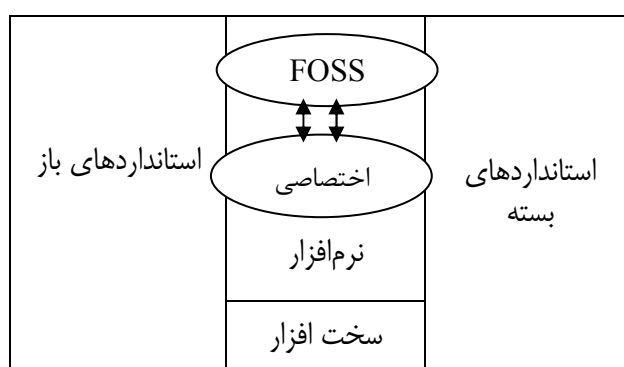 FOSS
استانداردهای باز
اختصاصی
استانداردهای
بسته
نرم‌افزار
سخت افزار